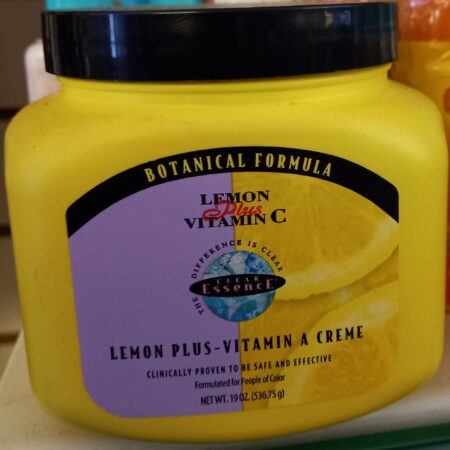 BOTANICAL FORMULA
LEMON
Plus
VITAMIN C
THE DIFFERENCE IS CLEAR
CLEAR
ESSENCE
LEMON PLUS-VITAMIN A CREME
CLINICALLY PROVEN TO BE SAFE AND EFFECTIVE
Formulated for People of Color
NET WT. 19 OZ. (536.75 g)